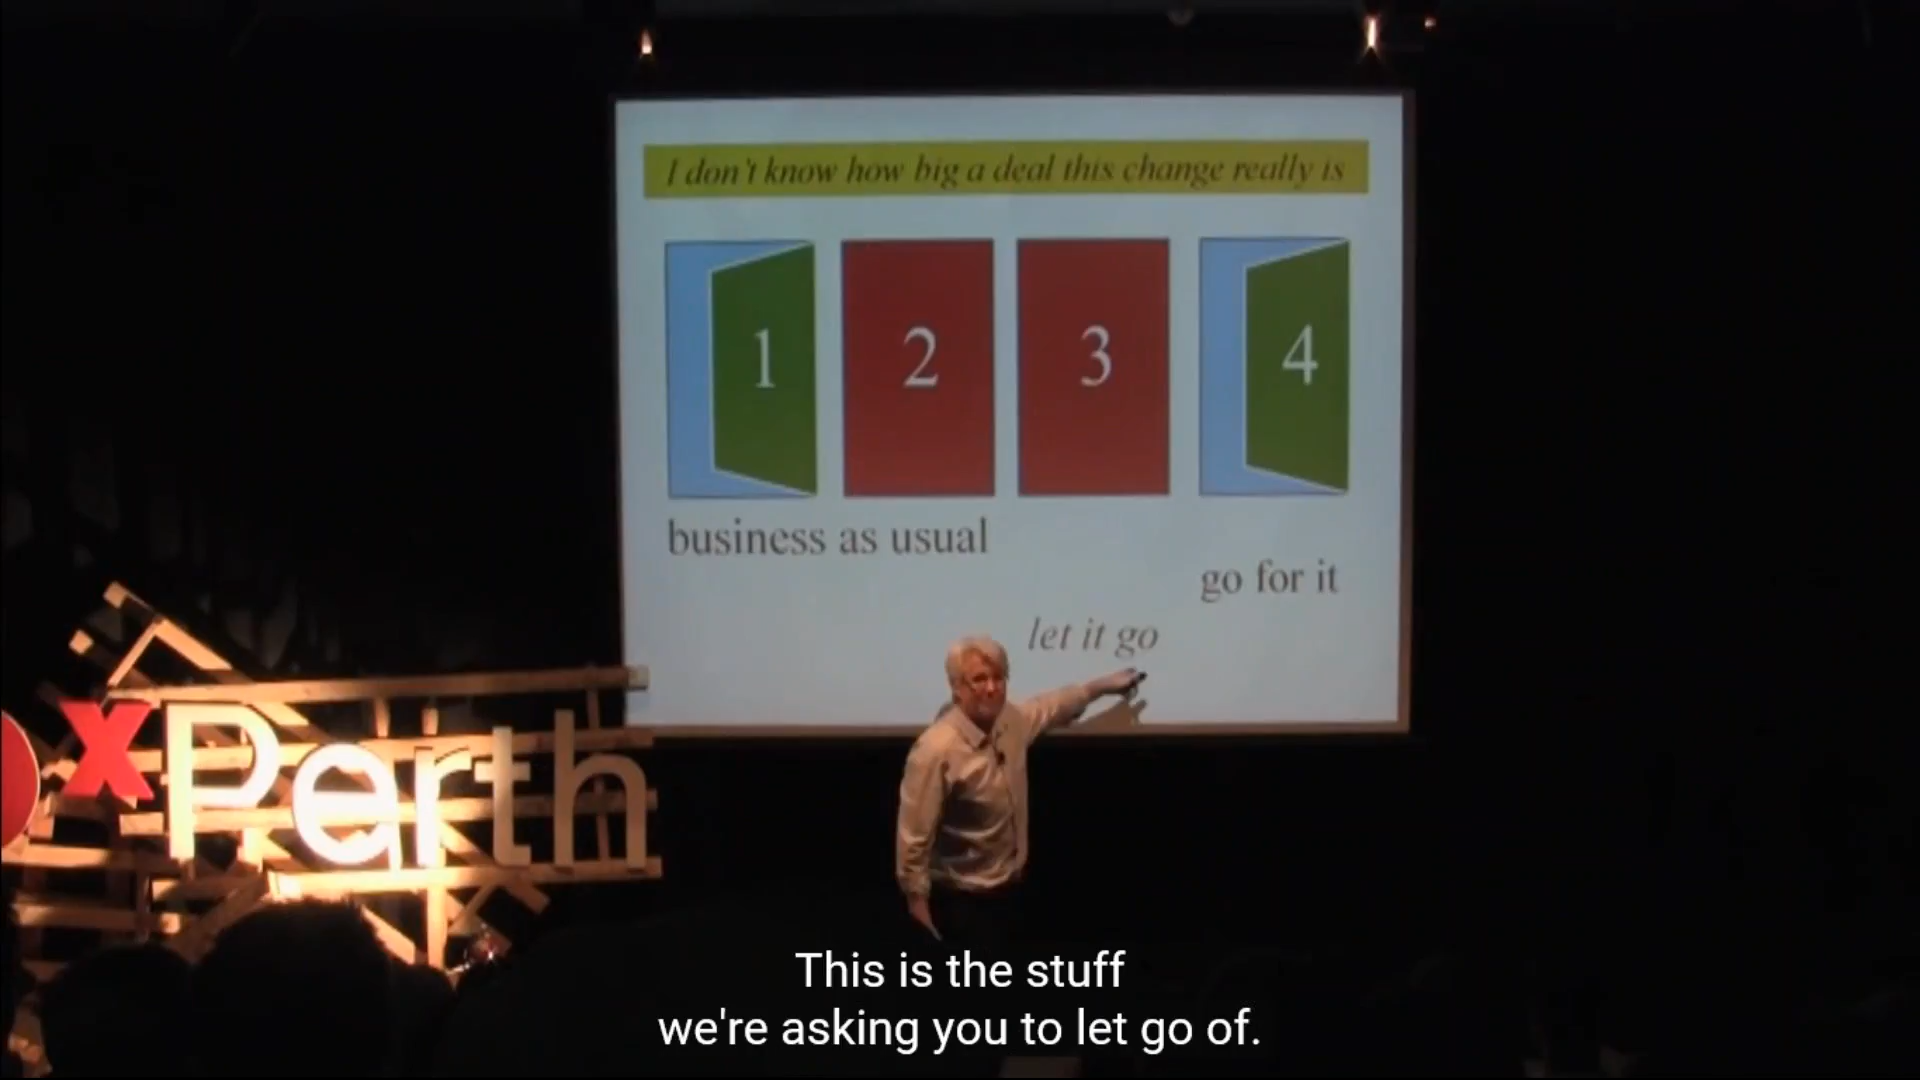 I don't know how big a deal this change really is
1 2 3 4
business as usual
go for it
let it go
xPerth
This is the stuff
we're asking you to let go of.